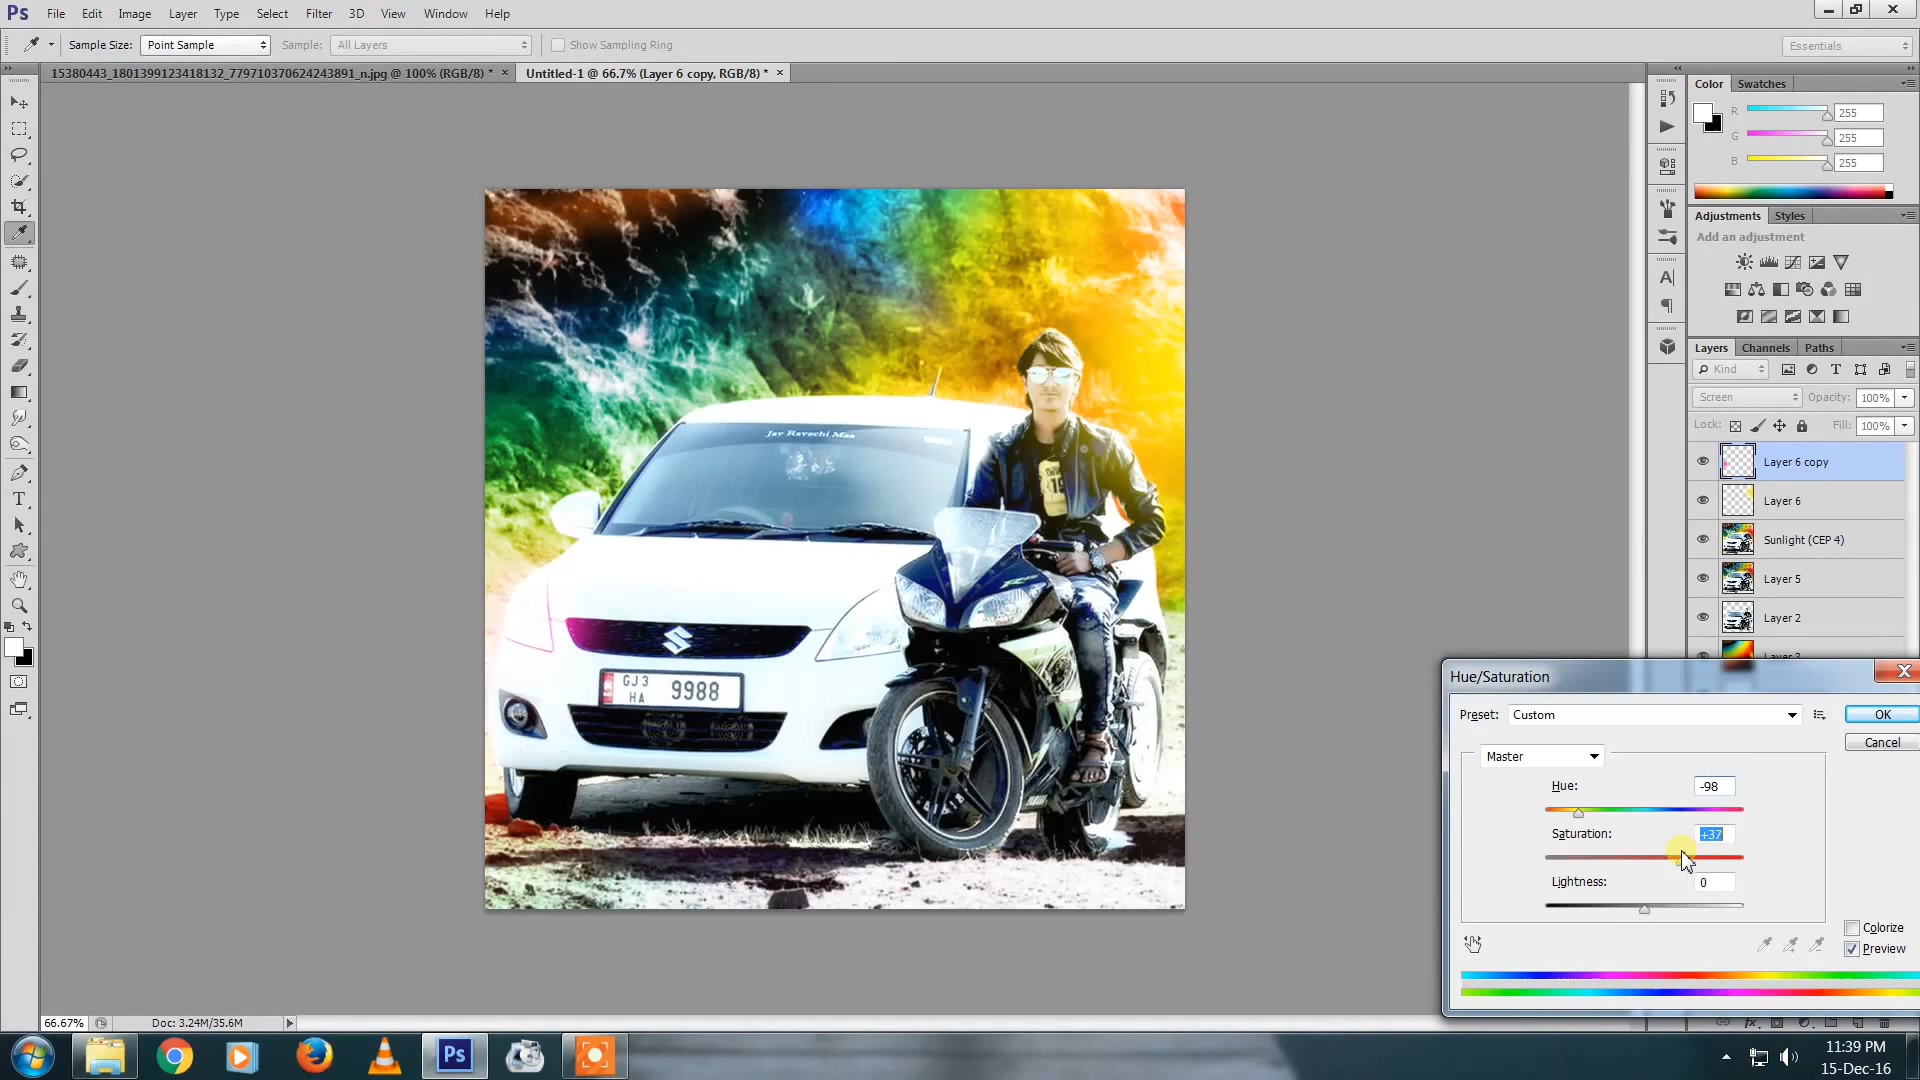 Ps File Edit Image Layer Type Select Filter 3D View Window Help
Sample Size: Point Sample Sample: All Layers Show Sampling Ring Essentials
15380443_1801399123418132_779710370624243891_n.jpg @ 100% (RGB/8) * × Untitled-1 @ 66.7% (Layer 6 copy, RGB/8) * ×
Color Swatches
R 255
G 255
B 255
Adjustments Styles
Add an adjustment
Layers Channels Paths
Kind
Screen Opacity: 100%
Lock: Fill: 100%
Layer 6 copy
Layer 6
Sunlight (CEP 4)
Layer 5
Layer 2
Layer 3
Jay Ravechi Maa
GJ3
HA 9988
Hue/Saturation
Preset: Custom OK
Cancel
Master
Hue: -98
Saturation: +37
Lightness: 0
Colorize
Preview
66.67% Doc: 3.24M/35.6M
Ps
11:39 PM
15-Dec-16